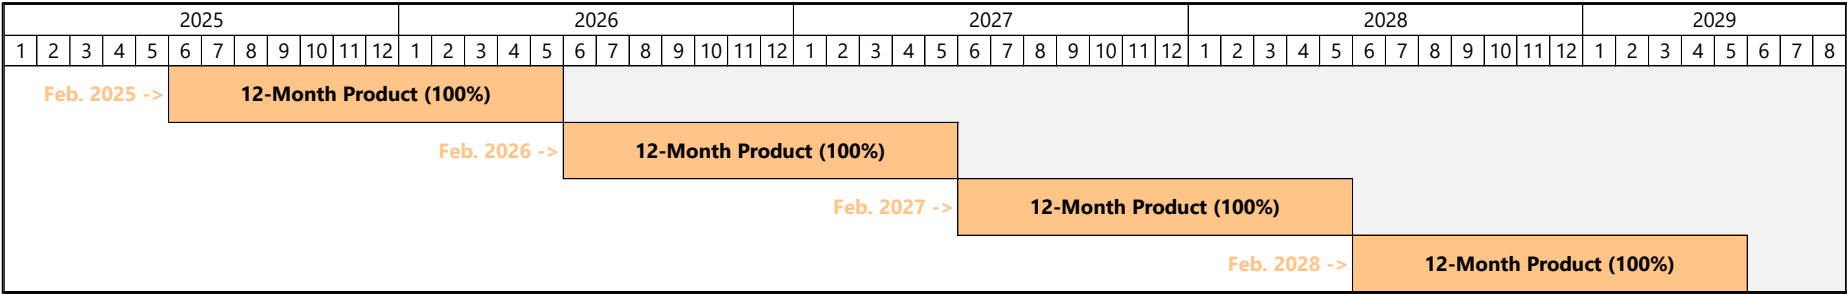 2025 2026 2027 2028 2029
1 2 3 4 5 6 7 8 9 10 11 12 1 2 3 4 5 6 7 8 9 10 11 12 1 2 3 4 5 6 7 8 9 10 11 12 1 2 3 4 5 6 7 8 9 10 11 12 1 2 3 4 5 6 7 8
Feb. 2025 -> 12-Month Product (100%)
Feb. 2026 -> 12-Month Product (100%)
Feb. 2027 -> 12-Month Product (100%)
Feb. 2028 -> 12-Month Product (100%)